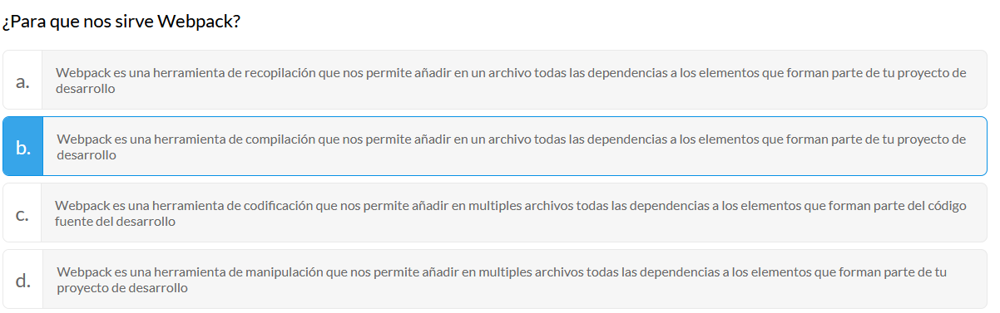 ¿Para que nos sirve Webpack?
a.
Webpack es una herramienta de recopilación que nos permite añadir en un archivo todas las dependencias a los elementos que forman parte de tu proyecto de
desarrollo
b.
Webpack es una herramienta de compilación que nos permite añadir en un archivo todas las dependencias a los elementos que forman parte de tu proyecto de
desarrollo
c.
Webpack es una herramienta de codificación que nos permite añadir en multiples archivos todas las dependencias a los elementos que forman parte del código
fuente del desarrollo
d.
Webpack es una herramienta de manipulación que nos permite añadir en multiples archivos todas las dependencias a los elementos que forman parte de tu
proyecto de desarrollo